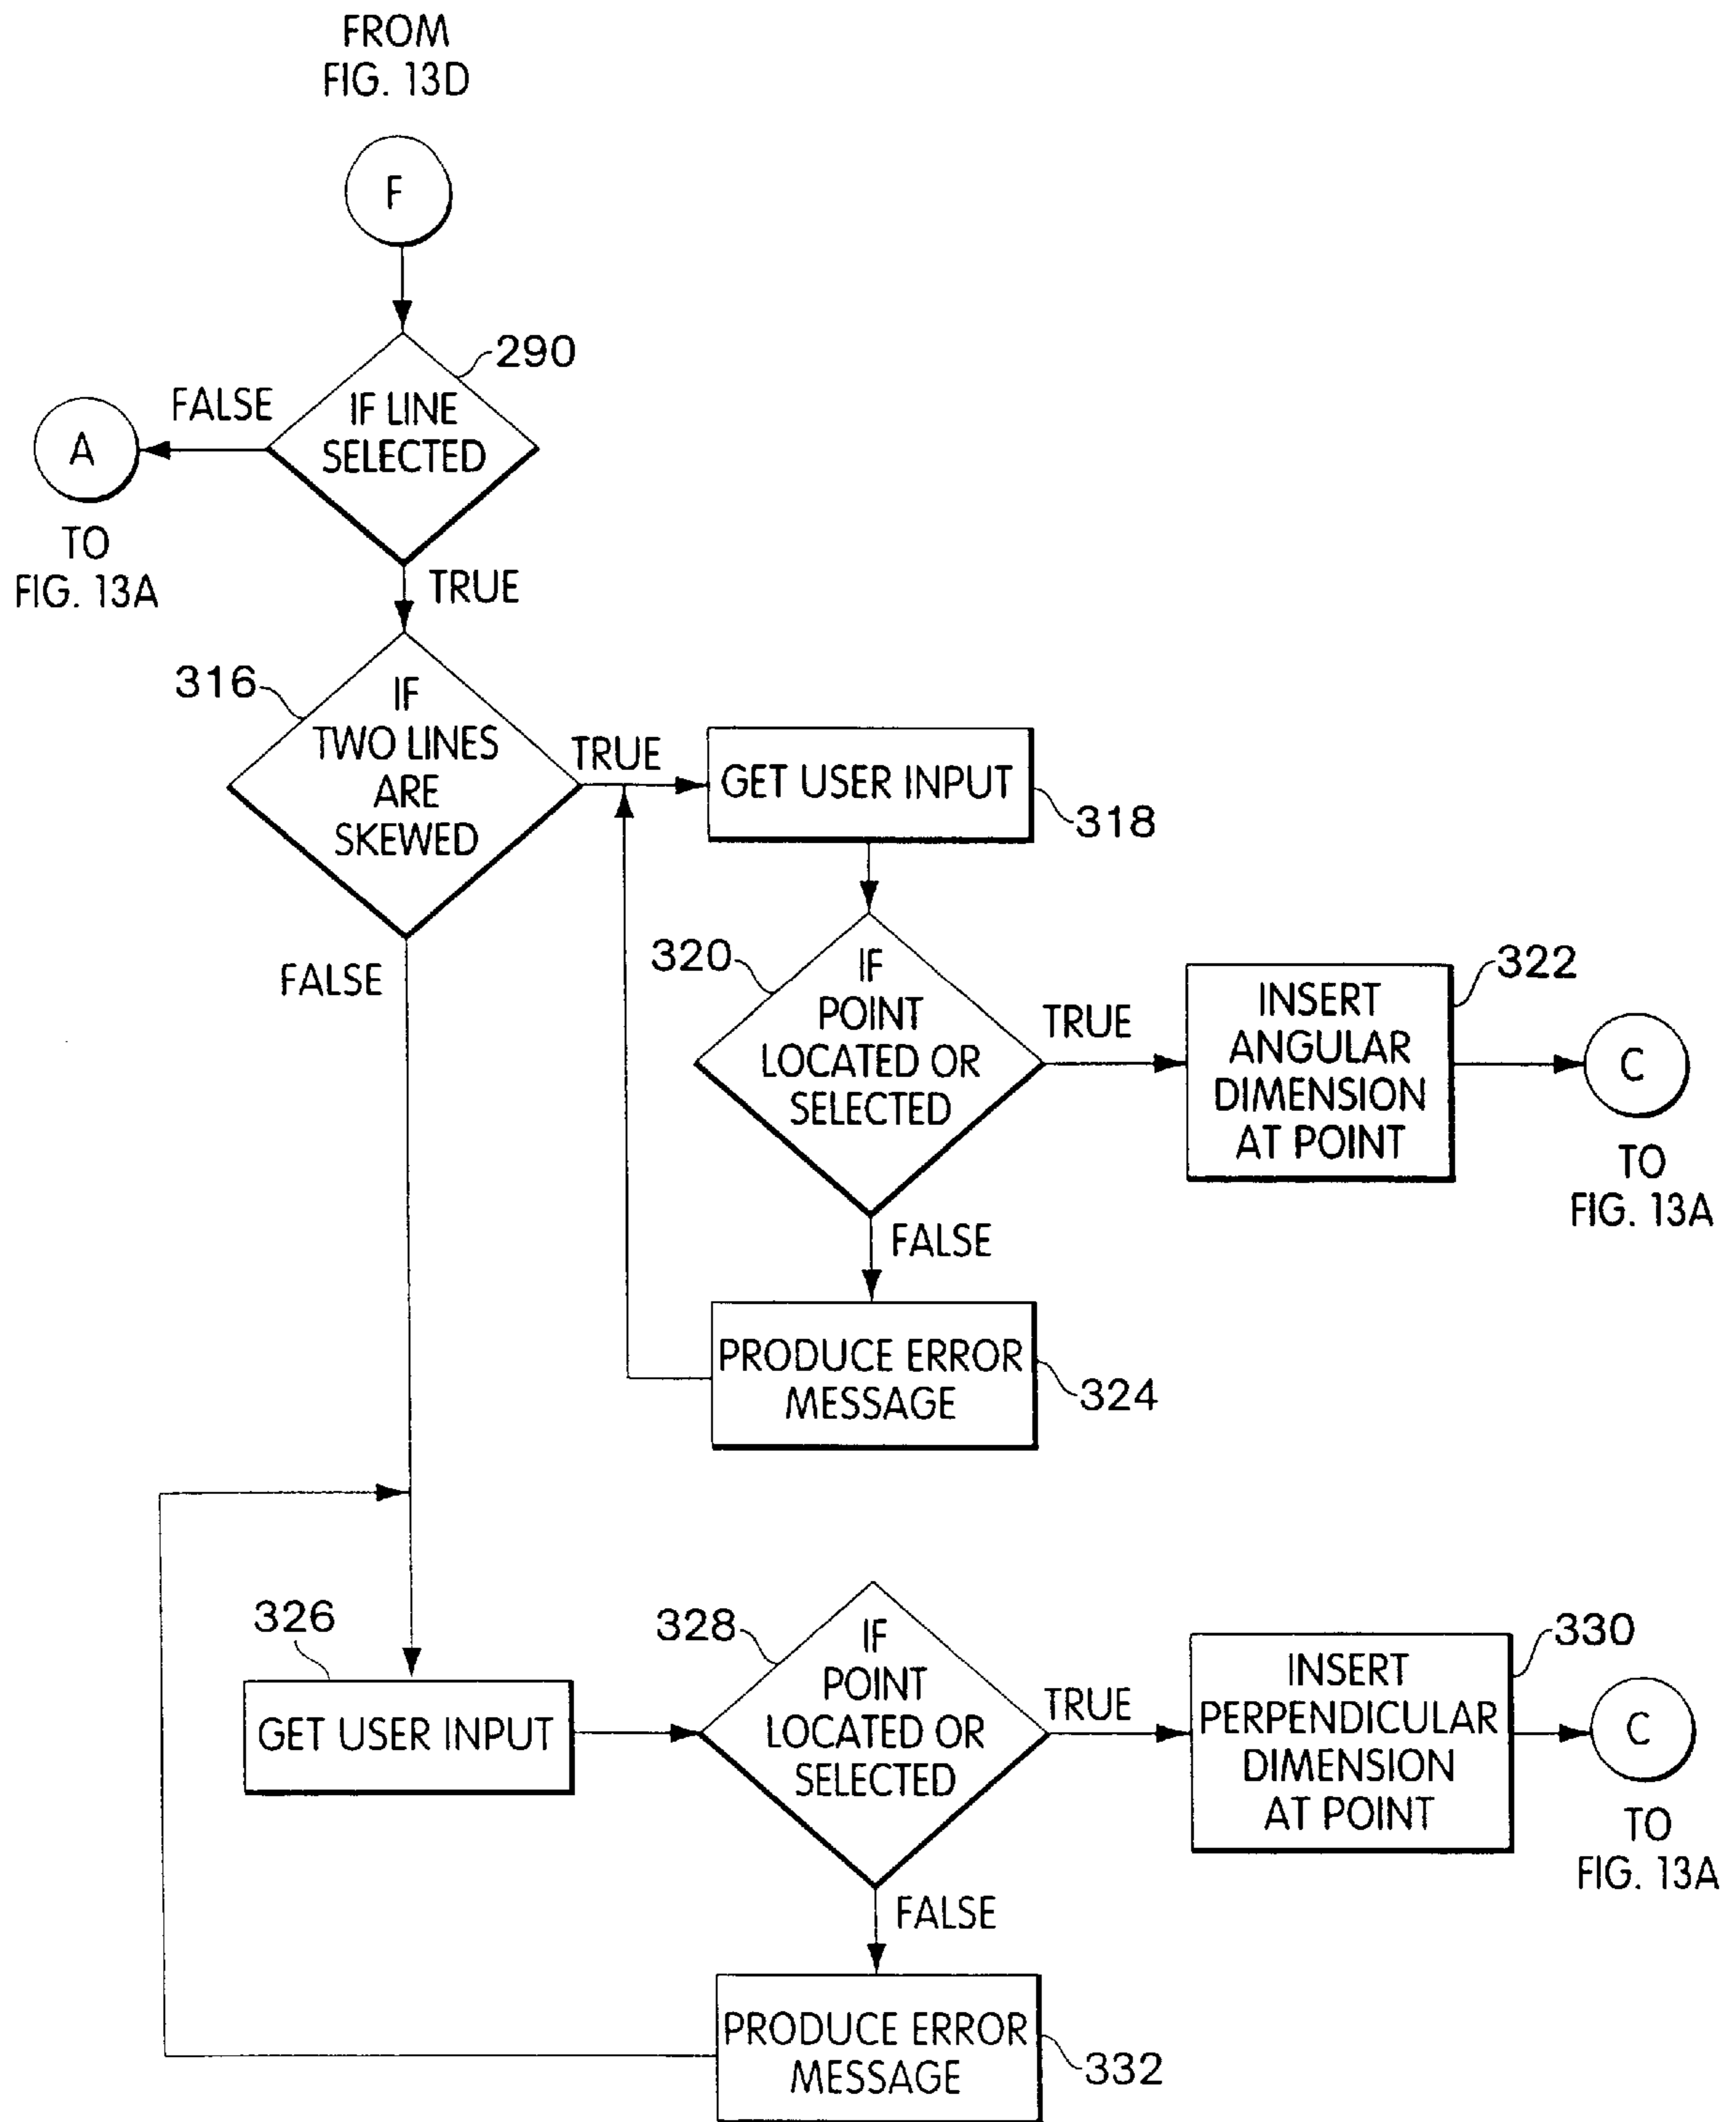 FROM
FIG. 13D
F
290
IF LINE
SELECTED
FALSE
A
TO
FIG. 13A
TRUE
316
IF
TWO LINES
ARE
SKEWED
TRUE
GET USER INPUT
318
FALSE
320
IF
POINT
LOCATED OR
SELECTED
TRUE
322
INSERT
ANGULAR
DIMENSION
AT POINT
C
TO
FIG. 13A
FALSE
PRODUCE ERROR
MESSAGE
324
326
GET USER INPUT
328
IF
POINT
LOCATED OR
SELECTED
TRUE
330
INSERT
PERPENDICULAR
DIMENSION
AT POINT
C
TO
FIG. 13A
FALSE
PRODUCE ERROR
MESSAGE
332